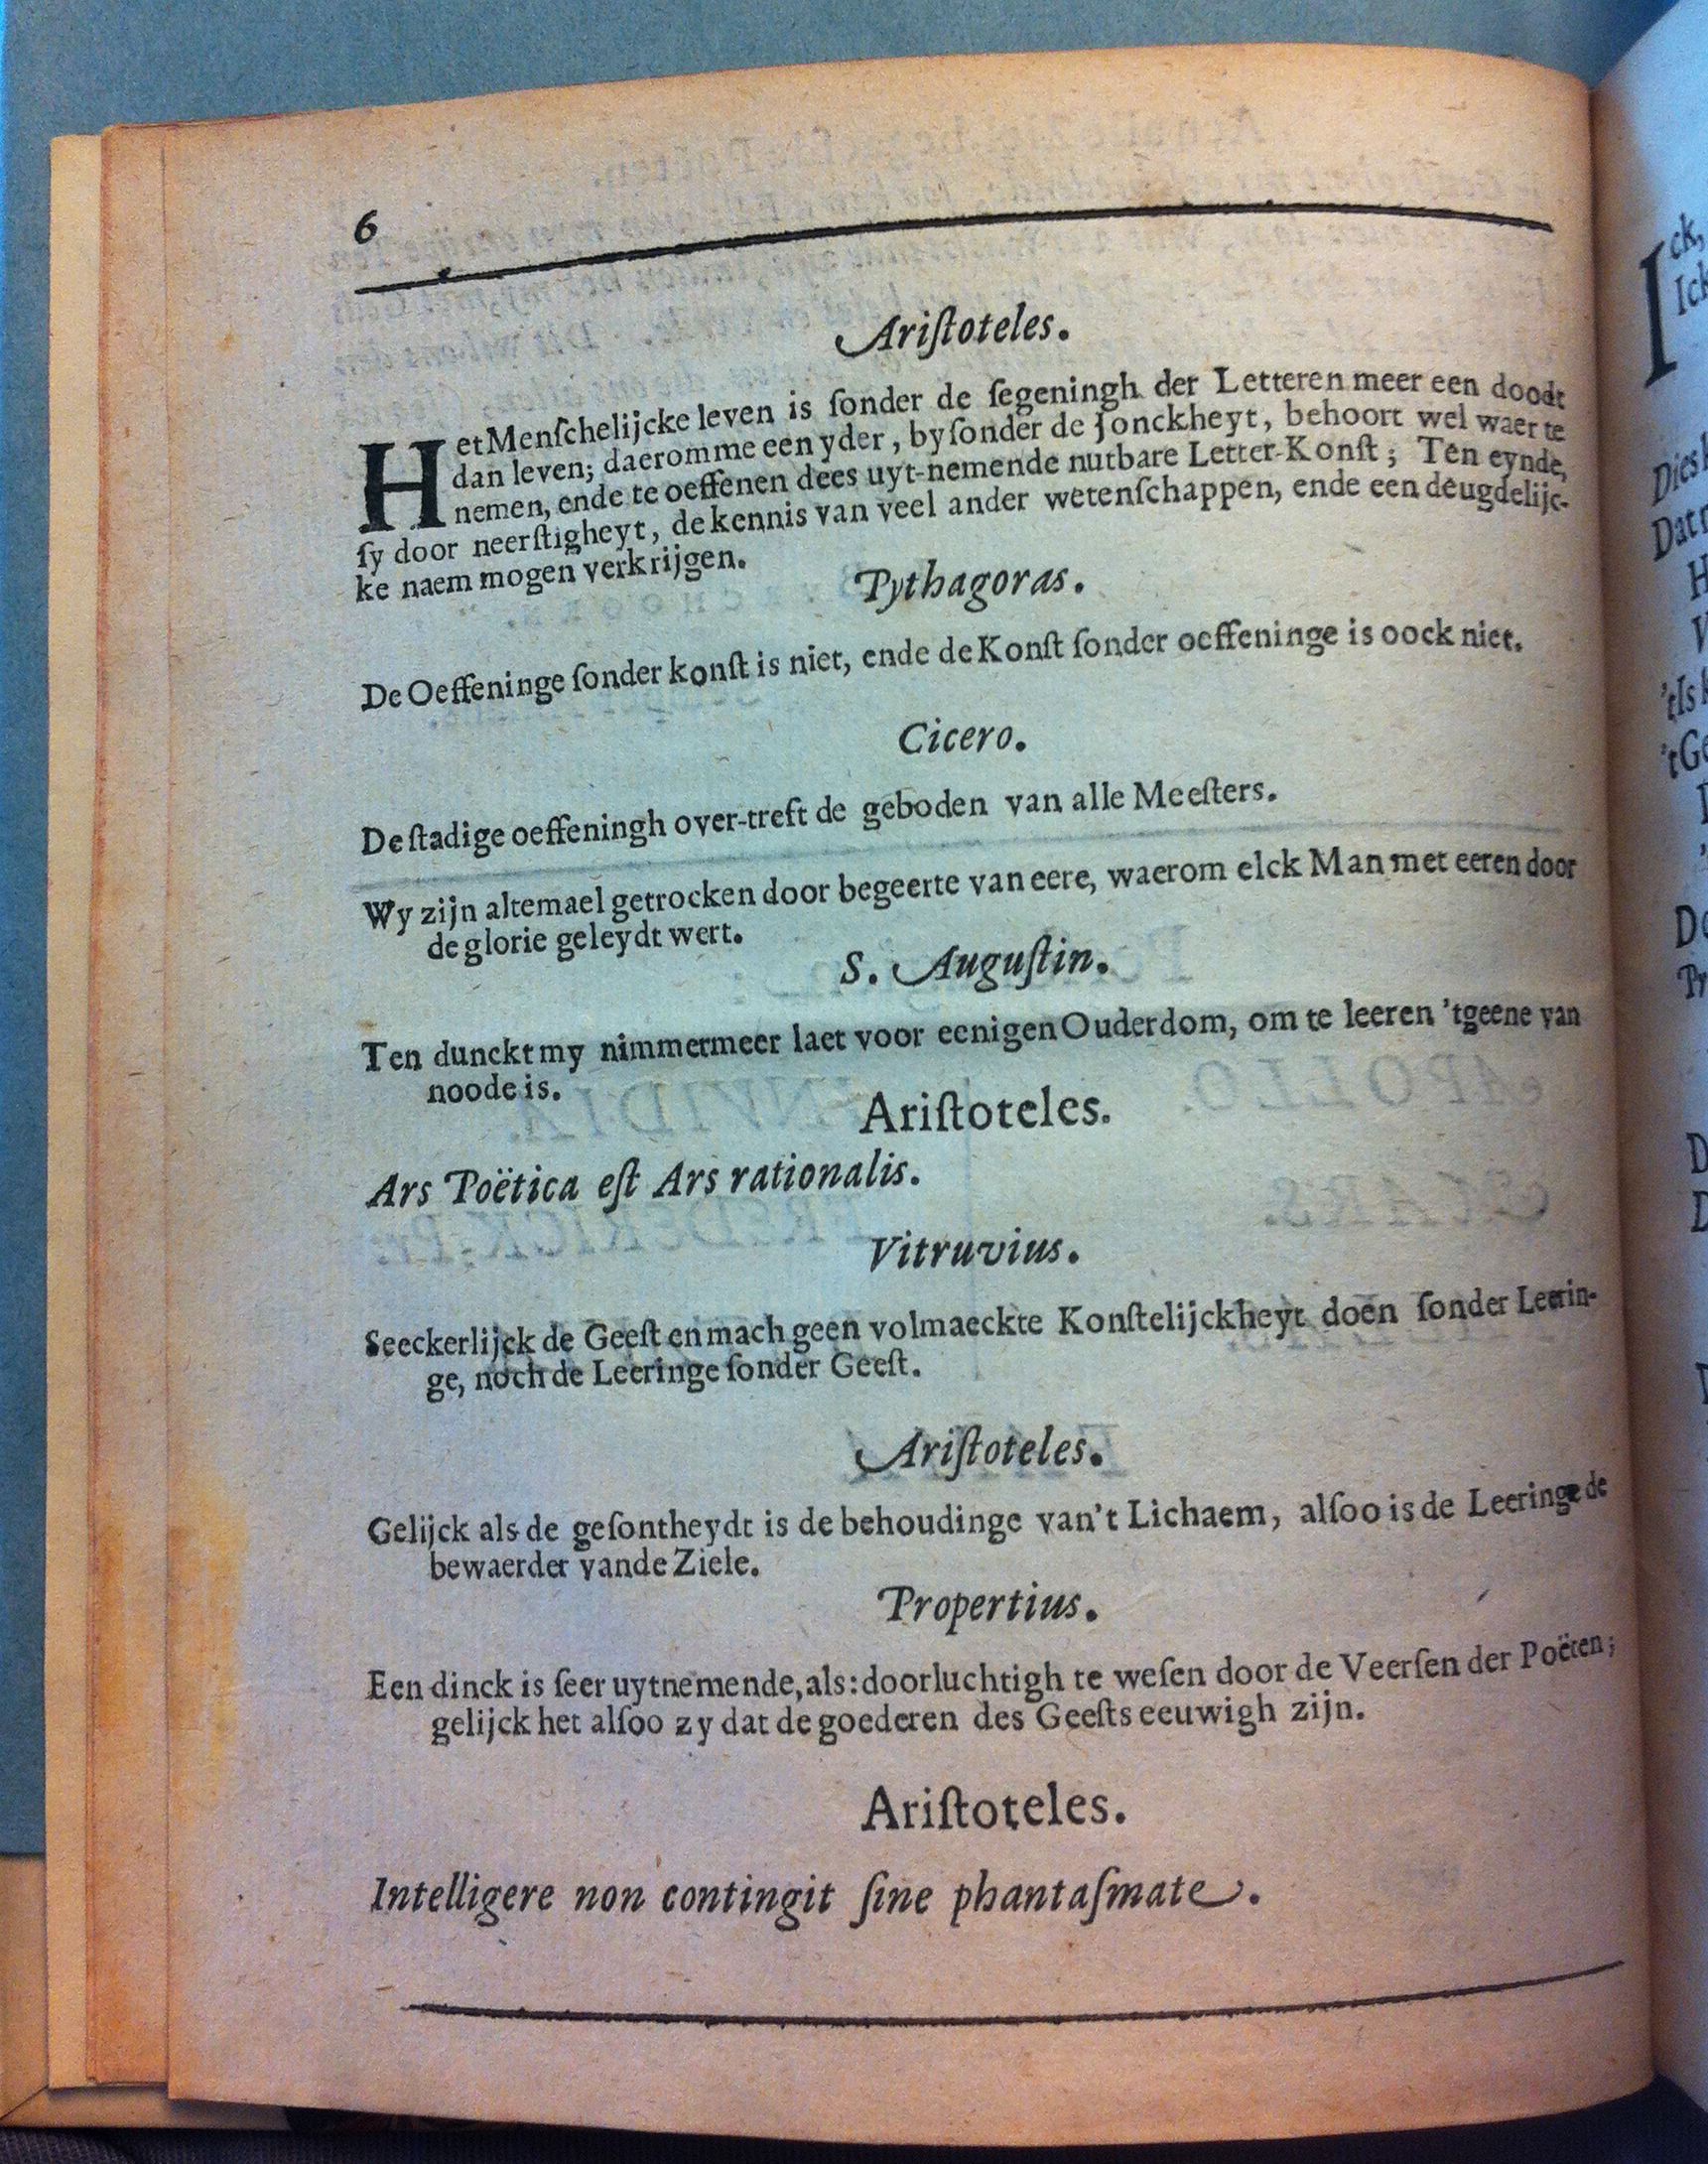 6
Ariſtoteles.
Het Menſchelijcke leven is ſonder de ſegeningh der Letteren meer een doodt
dan leven; daeromme een yder, by ſonder de Jonckheyt, behoort wel waer te
nemen, ende te oeffenen dees uyt-nemende nutbare Letter-Konſt; Ten eynde,
ſy door neerſtigheyt, de kennis van veel ander wetenſchappen, ende een deugdelijc-
ke naem mogen verkrijgen.
Pythagoras.
De Oeffeninge ſonder konſt is niet, ende de Konſt ſonder oeffeninge is oock niet.
Cicero.
De ſtadige oeffeningh over-treft de geboden van alle Meeſters.
Wy zijn altemael getrocken door begeerte van eere, waerom elck Man met eeren door
de glorie geleydt wert.
S. Auguſtin.
Ten dunckt my nimmermeer laet voor eenigen Ouderdom, om te leeren 'tgeene van
noode is.
Ariſtoteles.
Ars Poëtica eſt Ars rationalis.
Vitruvius.
Seeckerlijck de Geeſt en mach geen volmaeckte Konſtelijckheyt doen ſonder Leerin-
ge, noch de Leeringe ſonder Geeſt.
Ariſtoteles.
Gelijck als de geſontheydt is de behoudinge van't Lichaem, alſoo is de Leeringe de
bewaerder vande Ziele.
Propertius.
Een dinck is ſeer uytnemende, als: doorluchtigh te weſen door de Veerſen der Poëten;
gelijck het alſoo zy dat de goederen des Geeſts eeuwigh zijn.
Ariſtoteles.
Intelligere non contingit ſine phantaſmate.